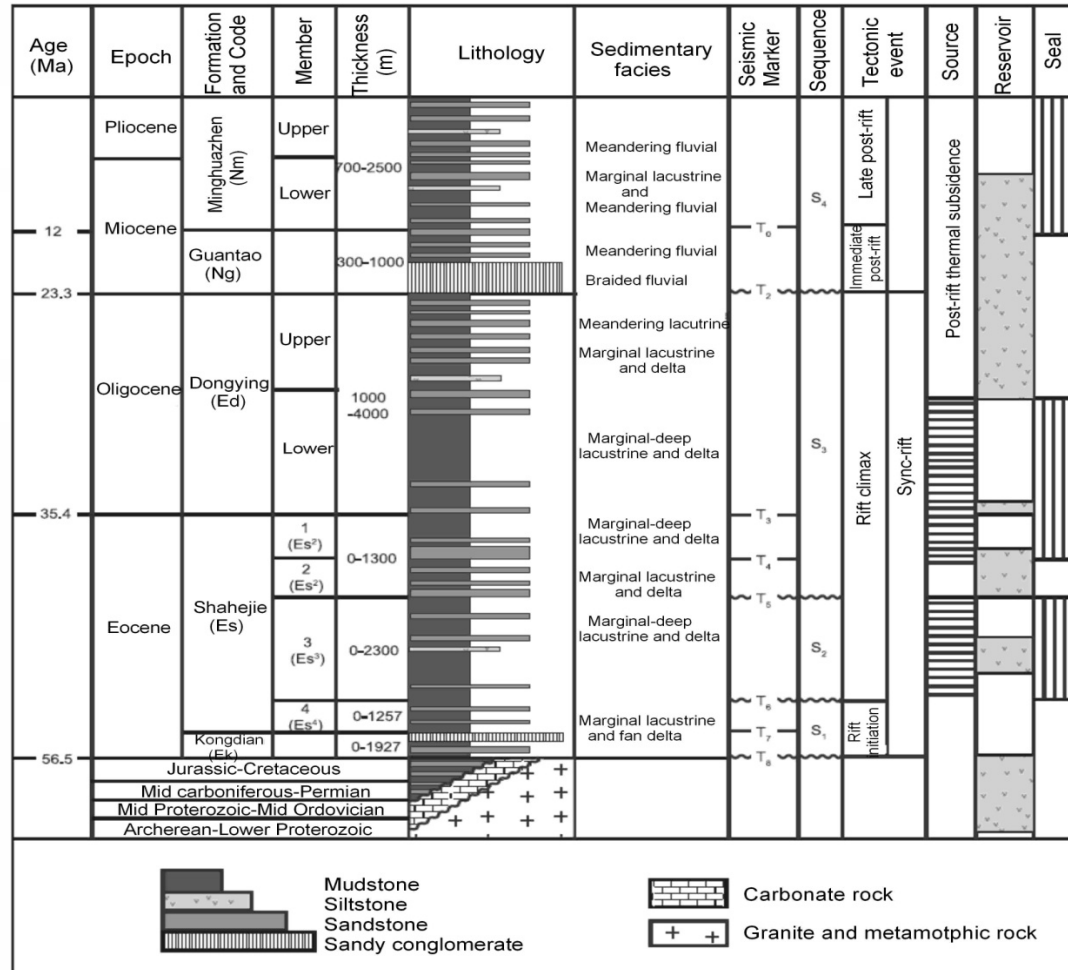 Age
(Ma)
Epoch
Formation
and Code
Member
Thickness
(m)
Lithology
Sedimentary
facies
Seismic
Marker
Sequence
Tectonic
event
Source
Reservoir
Seal
Pliocene
Miocene
Oligocene
Eocene
12
23.3
35.4
56.5
Minghuazhen
(Nm)
Guantao
(Ng)
Dongying
(Ed)
Shahejie
(Es)
Kongdian
(Ek)
Jurassic-Cretaceous
Mid carboniferous-Permian
Mid Proterozoic-Mid Ordovician
Archerean-Lower Proterozoic
Upper
Lower
Upper
Lower
1
(Es²)
2
(Es²)
3
(Es³)
4
(Es⁴)
700-2500
300-1000
1000
-4000
0-1300
0-2300
0-1257
0-1927
Meandering fluvial
Marginal lacustrine
and
Meandering fluvial
Meandering fluvial
Braided fluvial
Meandering lacutrine
Marginal lacustrine
and delta
Marginal-deep
lacustrine and delta
Marginal-deep
lacustrine and delta
Marginal lacustrine
and delta
Marginal-deep
lacustrine and delta
Marginal lacustrine
and fan delta
T₆
T₂
T₃
T₄
T₅
T₆
T₇
T₈
S₄
S₃
S₂
S₁
Late post-rift
Immediate
post-rift
Rift climax
Rift
initiation
Sync-rift
Post-rift thermal subsidence
Mudstone
Siltstone
Sandstone
Sandy conglomerate
Carbonate rock
Granite and metamotphic rock